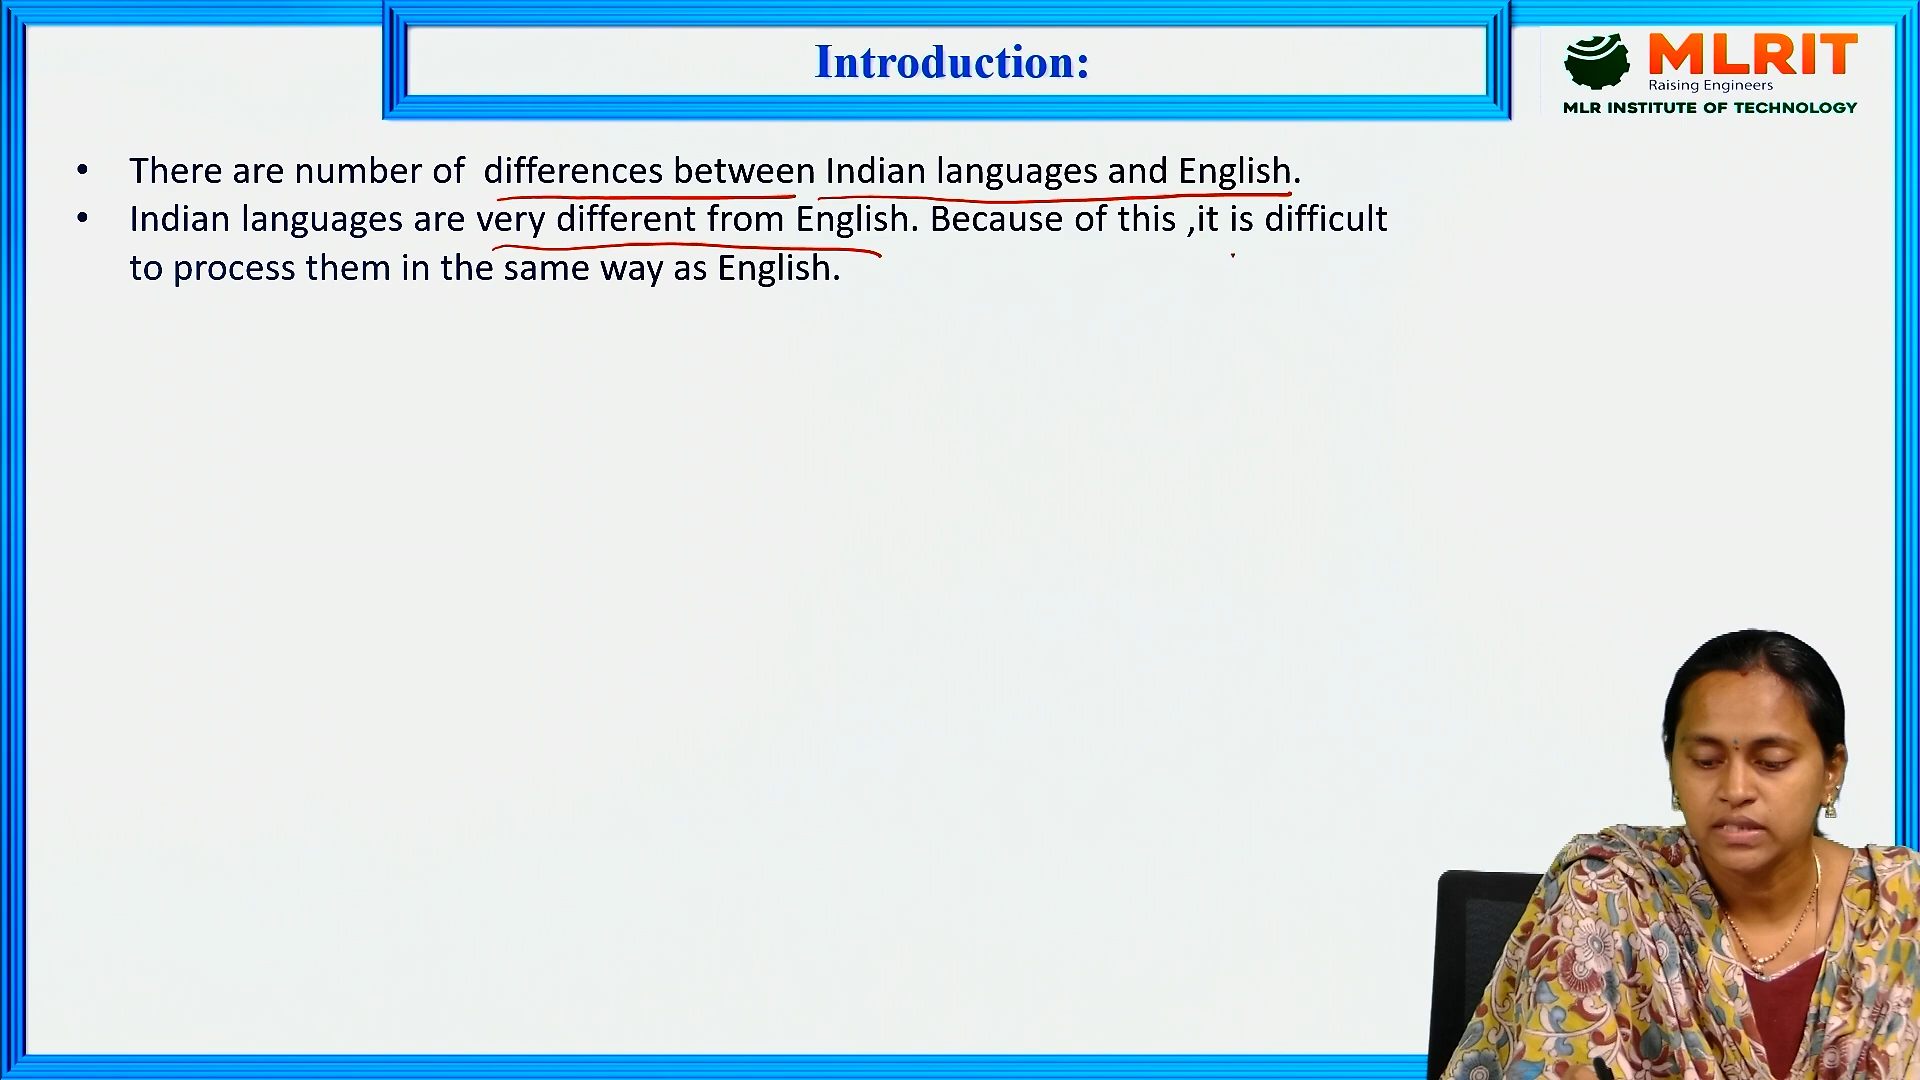 Introduction:
MLRIT
Raising Engineers
MLR INSTITUTE OF TECHNOLOGY
• There are number of differences between Indian languages and English.
• Indian languages are very different from English. Because of this ,it is difficult
to process them in the same way as English.